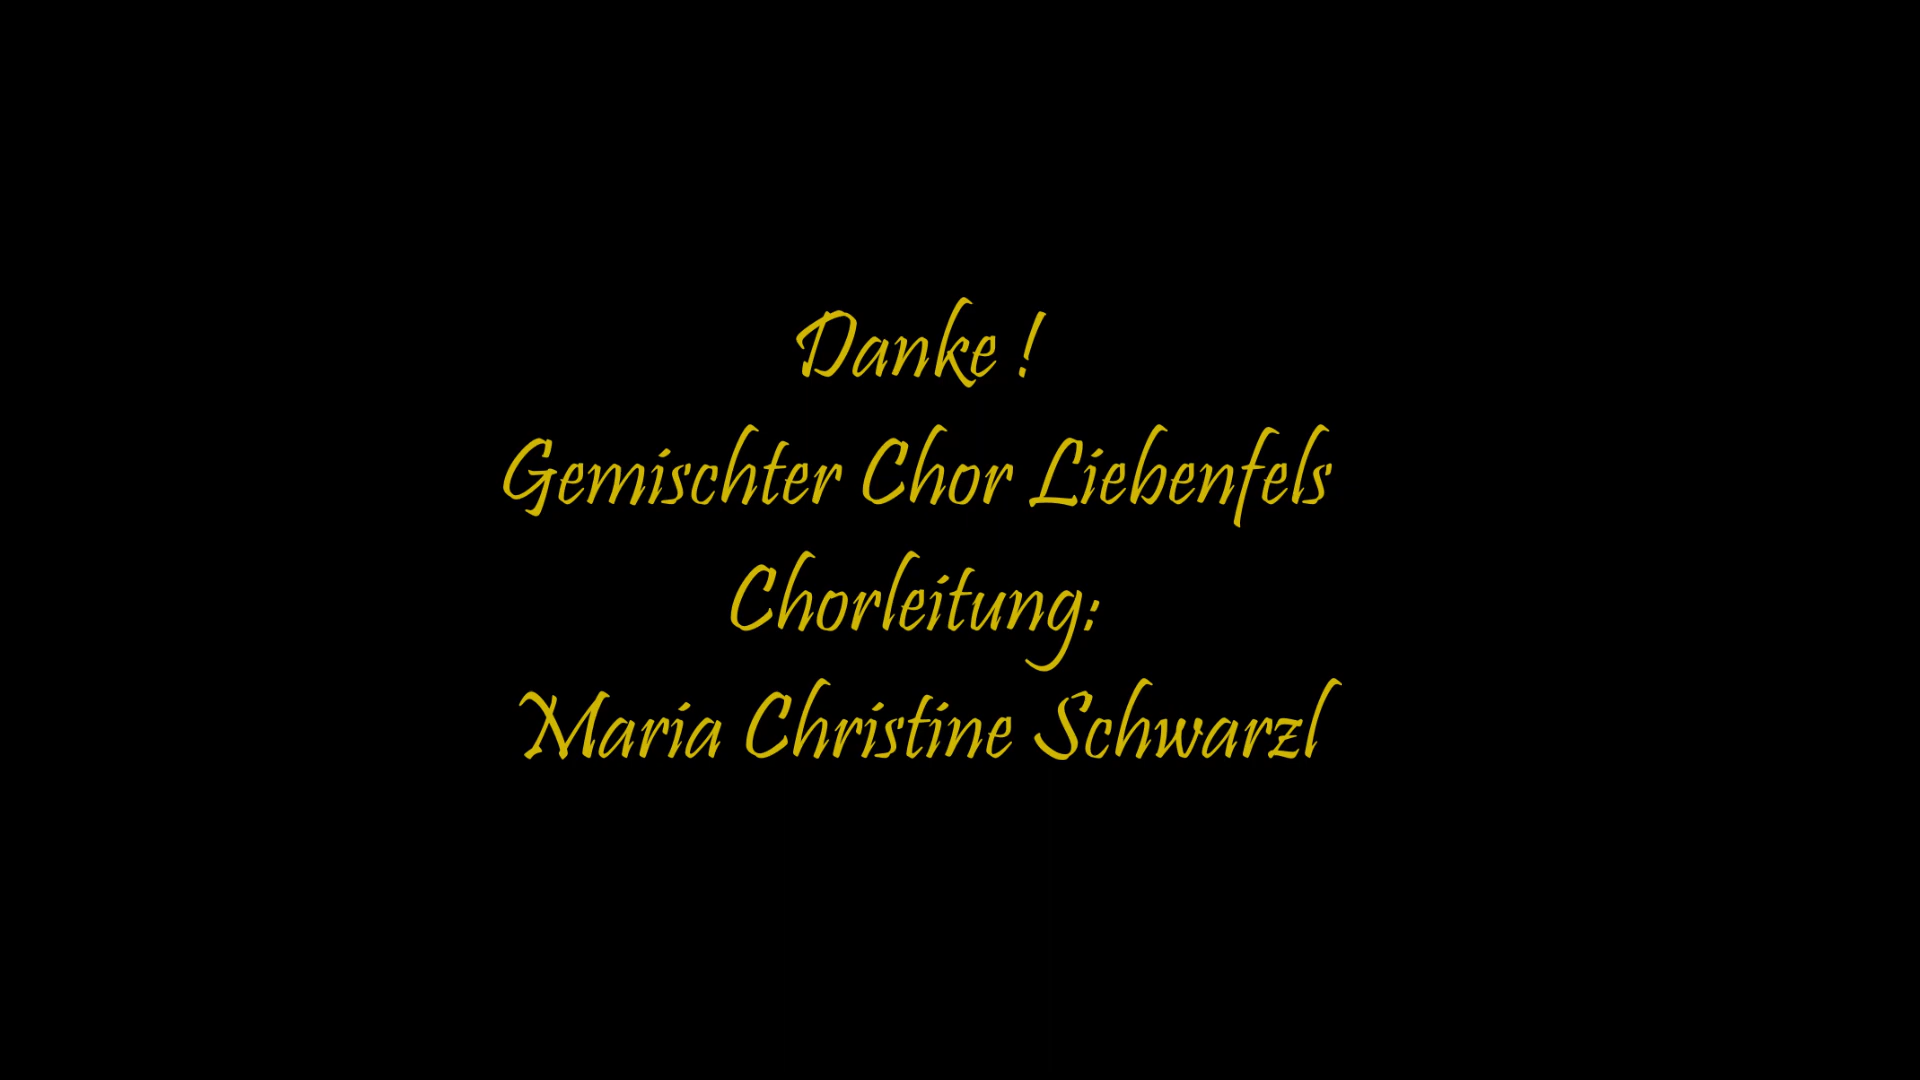 Danke !
Gemischter Chor Liebenfels
Chorleitung:
Maria Christine Schwarzl